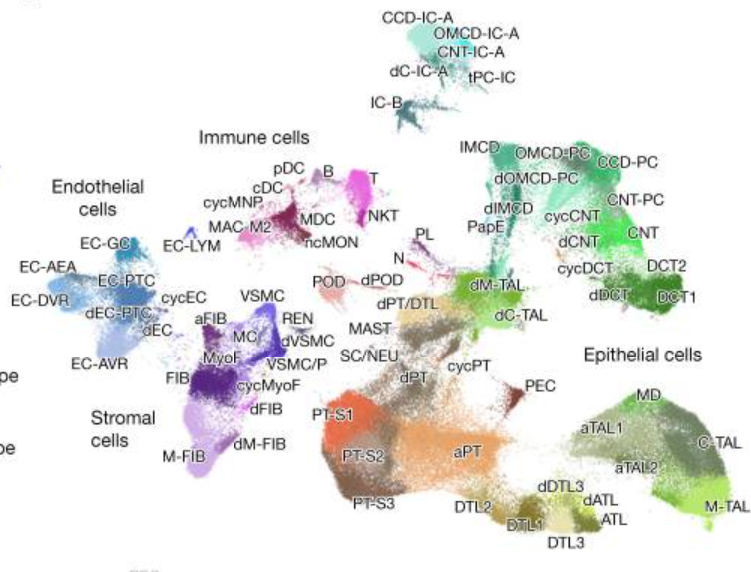 CCD-IC-A
OMCD-IC-A
CNT-IC-A
dC-IC-A
tPC-IC
IC-B
Immune cells
IMCD
OMCD-PC
CCD-PC
pDC
B
T
dOMCD-PC
Endothelial
cells
cDC
cycMNP
dIMCD
CNT-PC
MAC-M2
MDC
NKT
PapE
cycCNT
EC-GC
EC-LYM
ncMON
PL
dCNT
CNT
EC-AEA
EC-PTC
N
cycDCT
DCT2
EC-DVR
cycEC
POD
dPOD
dM-TAL
dDCT
DCT1
dEC-PTC
VSMC
dPT/DTL
dC-TAL
aFIB
REN
dEC
MC
dVSMC
MAST
EC-AVR
MyoF
VSMC/P
SC/NEU
cycPT
Epithelial cells
pe
FIB
cycMyoF
dPT
PEC
MD
Stromal
cells
dFIB
PT-S1
aTAL1
pe
dM-FIB
PT-S2
aPT
C-TAL
M-FIB
aTAL2
PT-S3
DTL2
dDTL3
dATL
M-TAL
DTL1
ATL
DTL3